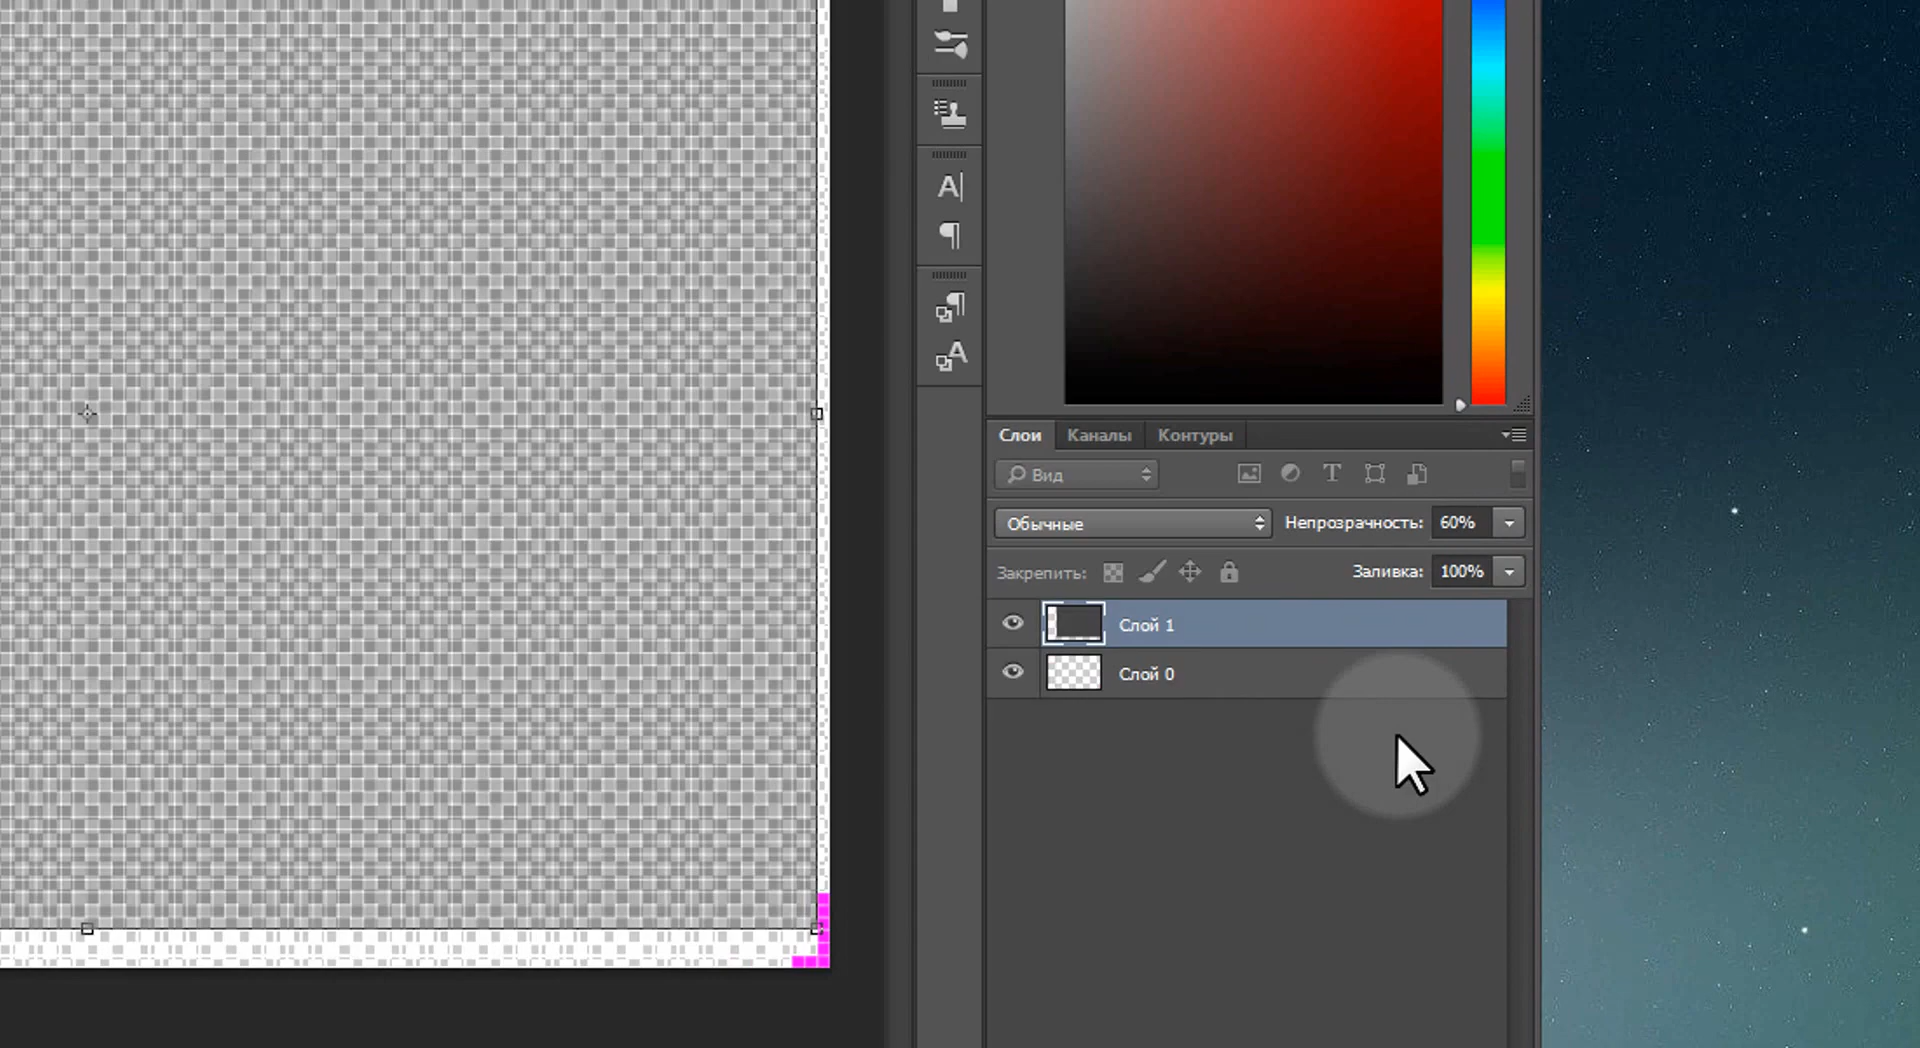 Слои Каналы Контуры
Вид
Обычные Непрозрачность: 60%
Закрепить: Заливка: 100%
Слой 1
Слой 0